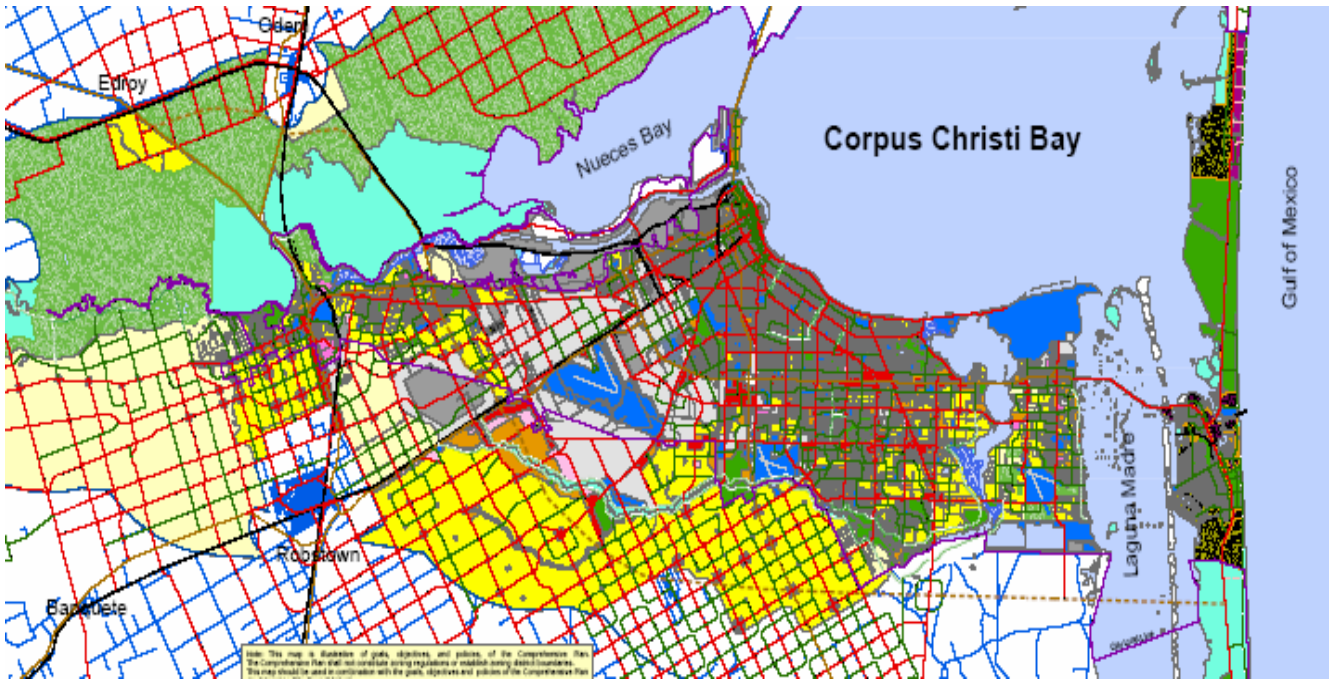 Odem
Edroy
Nueces Bay
Corpus Christi Bay
Gulf of Mexico
Laguna Madre
Robstown
Banquete
Note: This map is illustrative of goals, objectives, and policies, of the Comprehensive Plan.
The Comprehensive Plan shall not constitute zoning regulations or establish zoning district boundaries.
This map should be used in combination with the goals, objectives and policies of the Comprehensive Plan